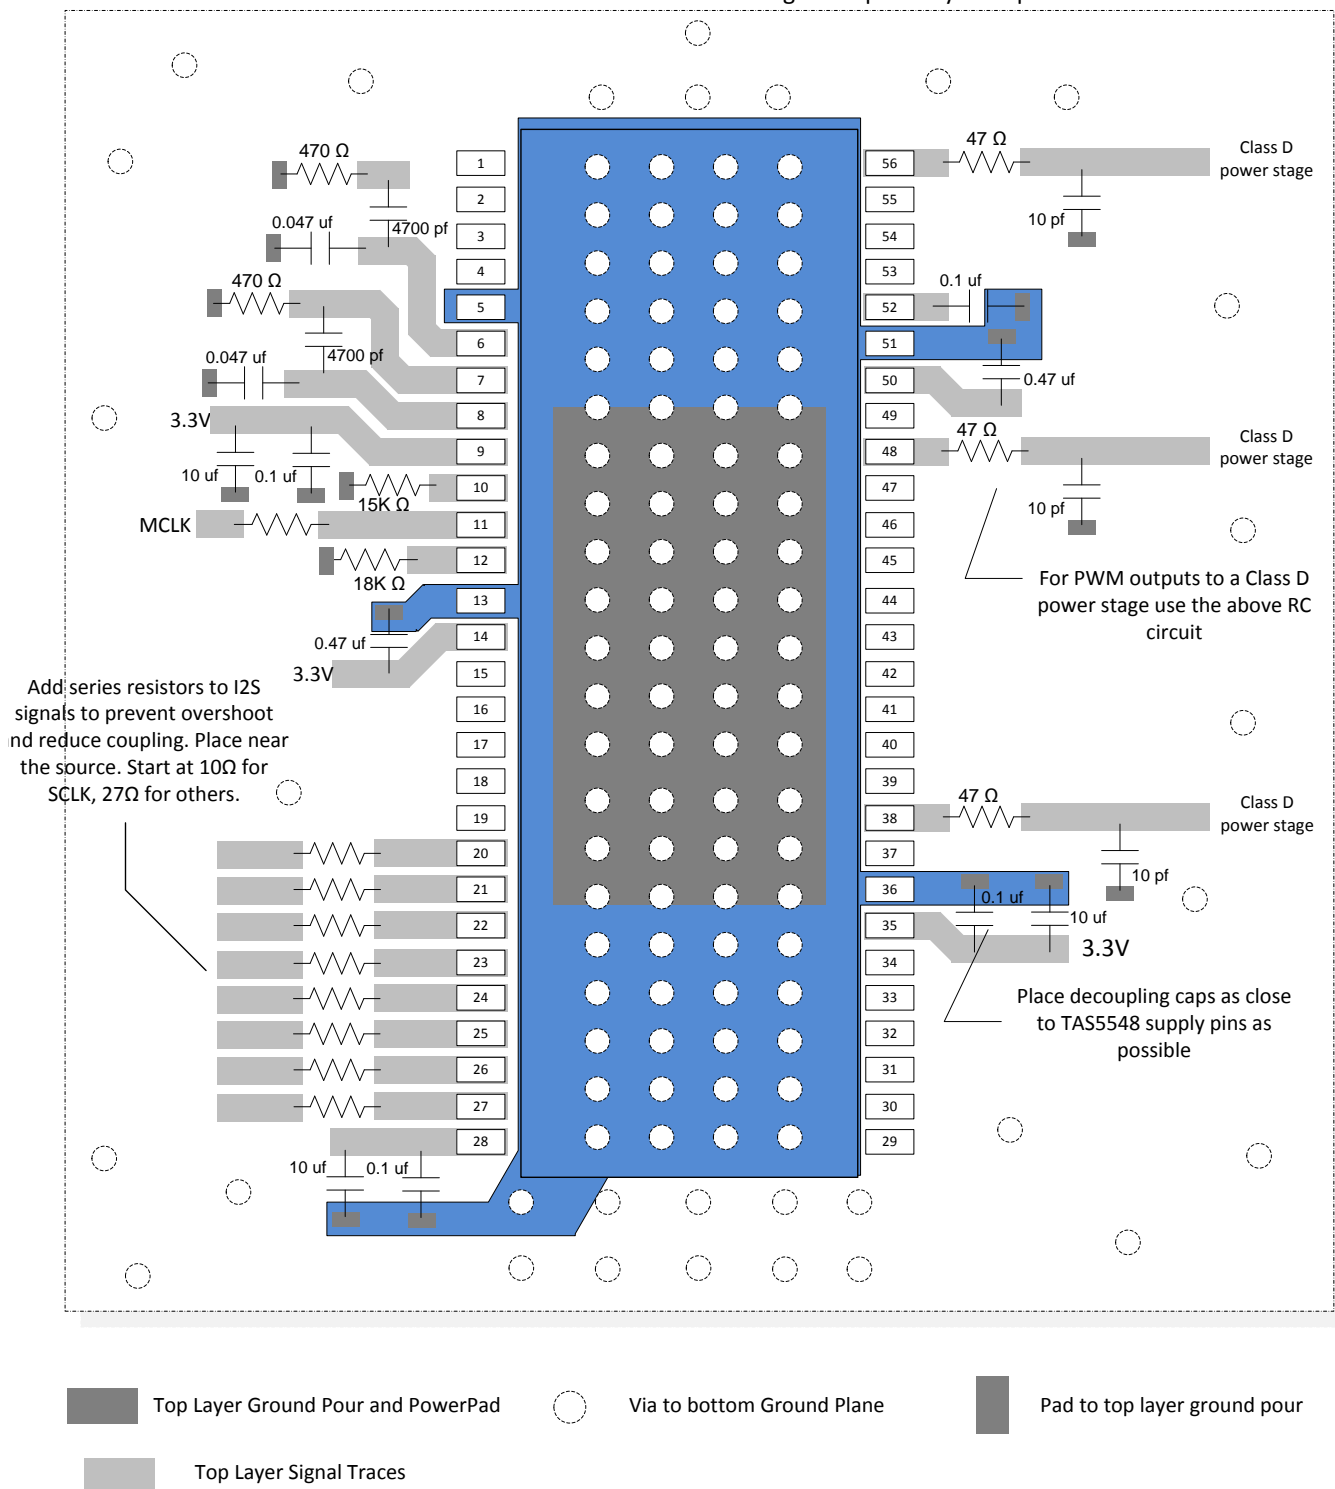 470 Ω
4700 pf
0.047 uf
470 Ω
4700 pf
0.047 uf
3.3V
10 uf
0.1 uf
15K Ω
MCLK
18K Ω
0.47 uf
3.3V
Add series resistors to I2S
signals to prevent overshoot
and reduce coupling. Place near
the source. Start at 10Ω for
SCLK, 27Ω for others.
10 uf
0.1 uf
1
2
3
4
5
6
7
8
9
10
11
12
13
14
15
16
17
18
19
20
21
22
23
24
25
26
27
28
56
55
54
53
52
51
50
49
48
47
46
45
44
43
42
41
40
39
38
37
36
35
34
33
32
31
30
29
47 Ω
Class D
power stage
10 pf
0.1 uf
0.47 uf
47 Ω
Class D
power stage
10 pf
For PWM outputs to a Class D
power stage use the above RC
circuit
47 Ω
Class D
power stage
10 pf
0.1 uf
10 uf
3.3V
Place decoupling caps as close
to TAS5548 supply pins as
possible
Top Layer Ground Pour and PowerPad
Via to bottom Ground Plane
Pad to top layer ground pour
Top Layer Signal Traces